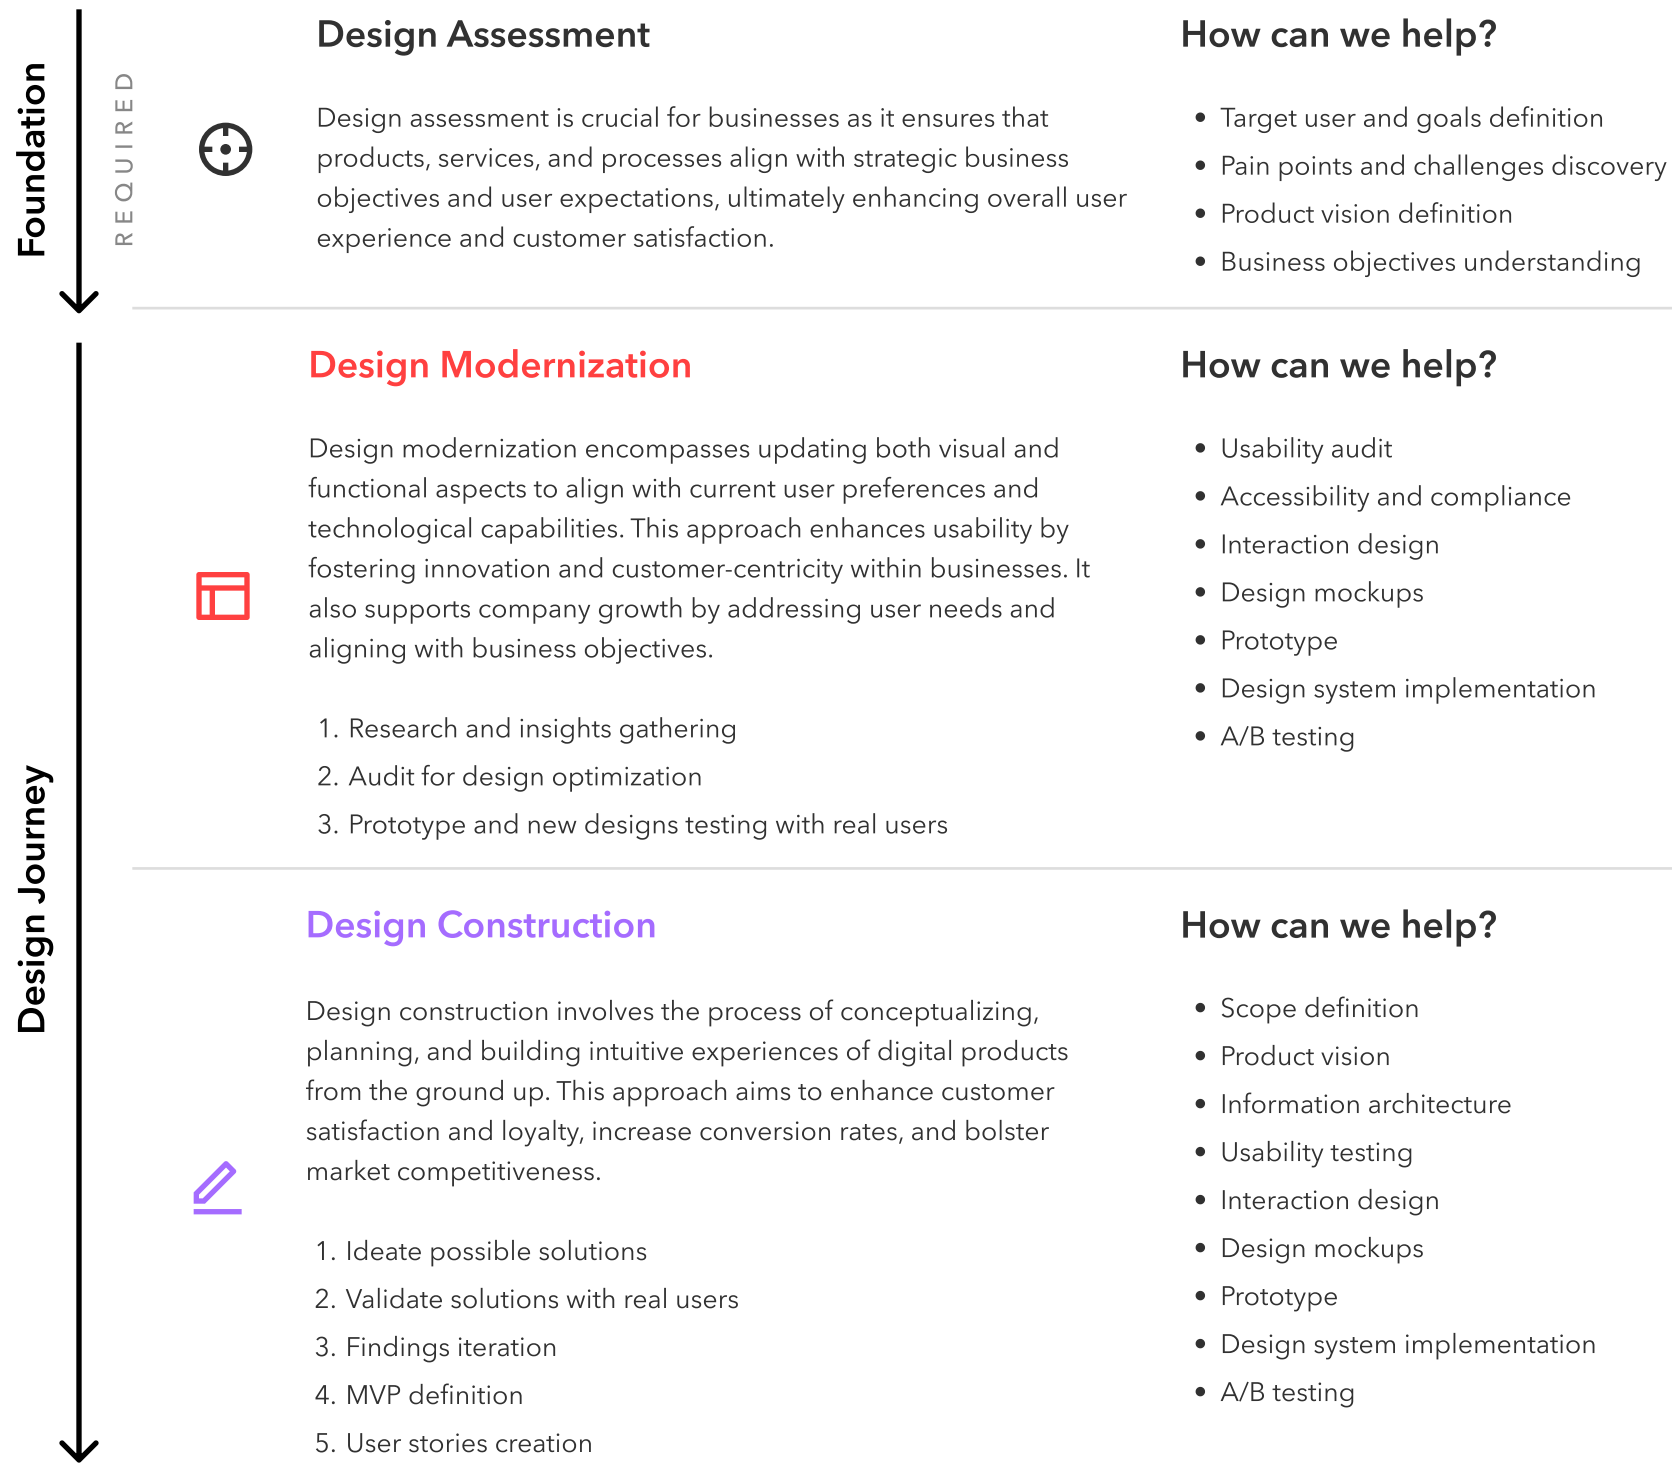 Foundation
REQUIRED
Design Assessment
Design assessment is crucial for businesses as it ensures that
products, services, and processes align with strategic business
objectives and user expectations, ultimately enhancing overall user
experience and customer satisfaction.
How can we help?
• Target user and goals definition
• Pain points and challenges discovery
• Product vision definition
• Business objectives understanding
Design Journey
Design Modernization
Design modernization encompasses updating both visual and
functional aspects to align with current user preferences and
technological capabilities. This approach enhances usability by
fostering innovation and customer-centricity within businesses. It
also supports company growth by addressing user needs and
aligning with business objectives.
1. Research and insights gathering
2. Audit for design optimization
3. Prototype and new designs testing with real users
How can we help?
• Usability audit
• Accessibility and compliance
• Interaction design
• Design mockups
• Prototype
• Design system implementation
• A/B testing
Design Construction
Design construction involves the process of conceptualizing,
planning, and building intuitive experiences of digital products
from the ground up. This approach aims to enhance customer
satisfaction and loyalty, increase conversion rates, and bolster
market competitiveness.
1. Ideate possible solutions
2. Validate solutions with real users
3. Findings iteration
4. MVP definition
5. User stories creation
How can we help?
• Scope definition
• Product vision
• Information architecture
• Usability testing
• Interaction design
• Design mockups
• Prototype
• Design system implementation
• A/B testing